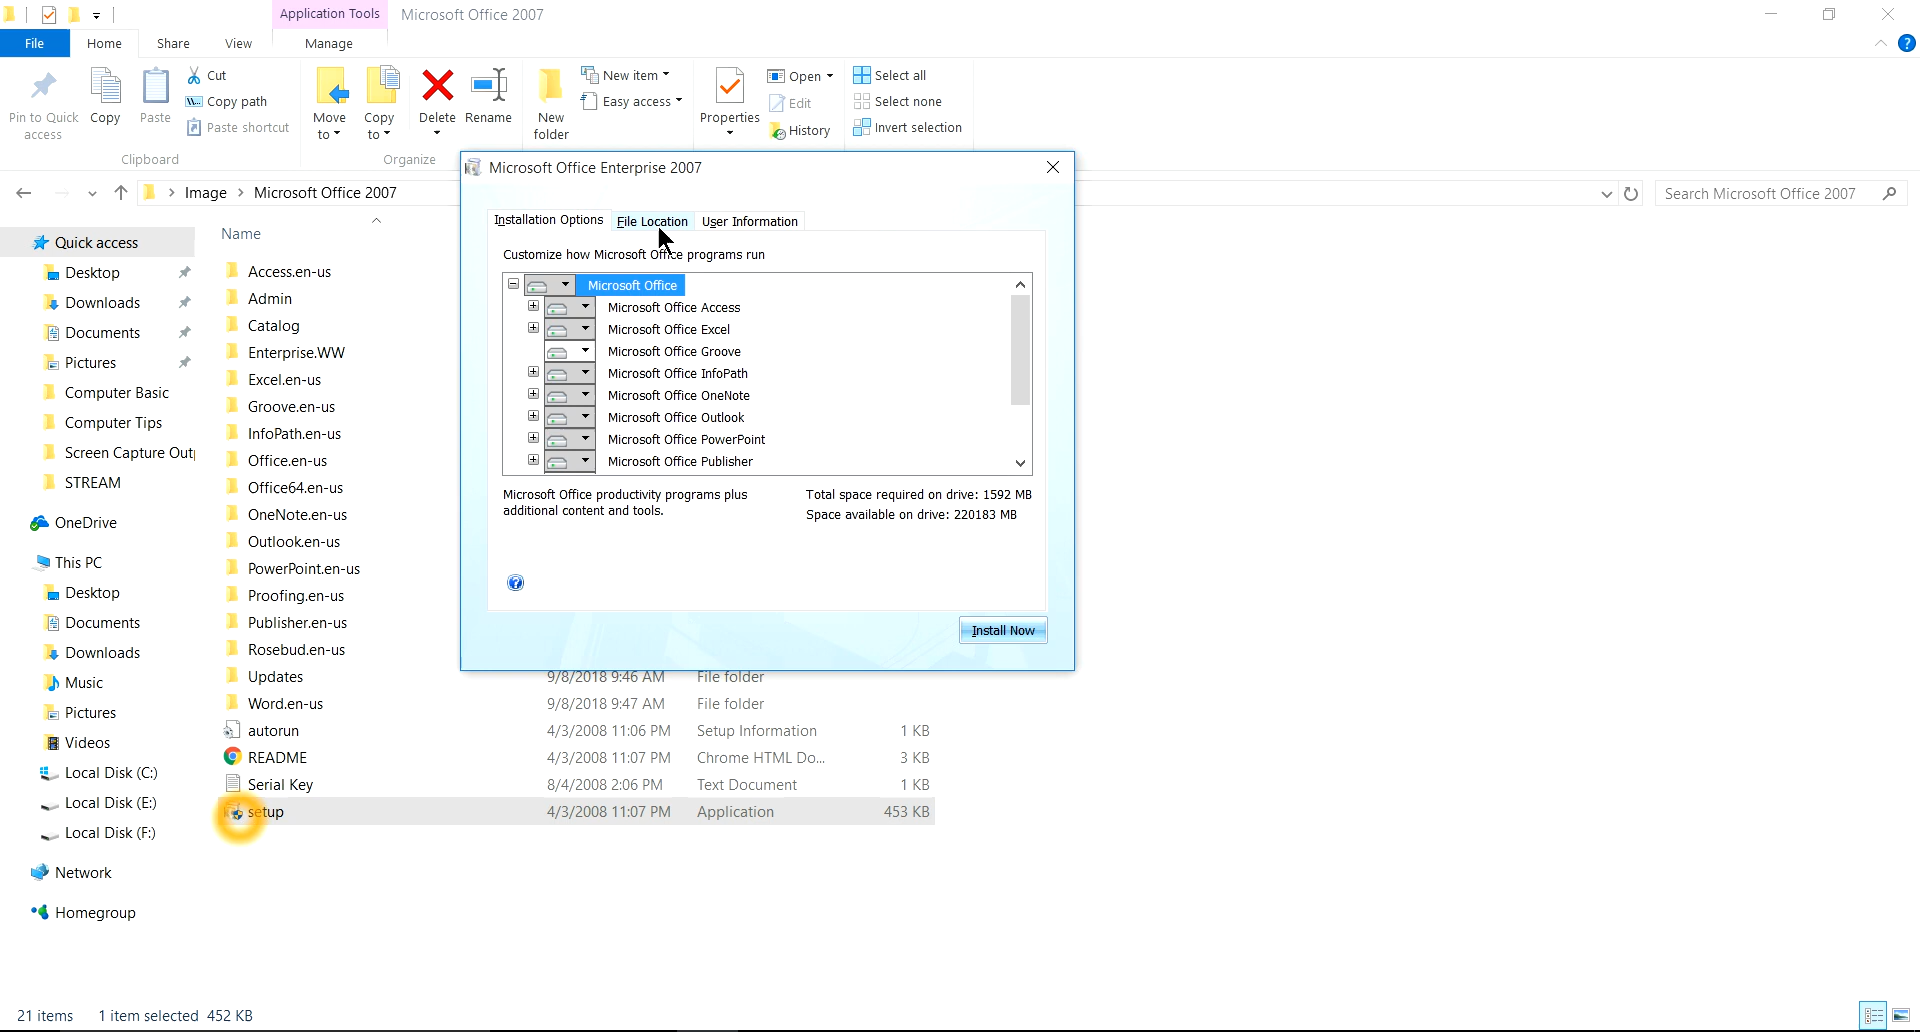 Application Tools
Microsoft Office 2007
File
Home
Share
View
Manage
Pin to Quick access
Copy
Paste
Cut
Copy path
Paste shortcut
Clipboard
Move to
Copy to
Delete
Rename
Organize
New folder
New item
Easy access
Properties
Open
Edit
History
Select all
Select none
Invert selection
Image > Microsoft Office 2007
Search Microsoft Office 2007
Quick access
Desktop
Downloads
Documents
Pictures
Computer Basic
Computer Tips
Screen Capture Out
STREAM
OneDrive
This PC
Desktop
Documents
Downloads
Music
Pictures
Videos
Local Disk (C:)
Local Disk (E:)
Local Disk (F:)
Network
Homegroup
Name
Access.en-us
Admin
Catalog
Enterprise.WW
Excel.en-us
Groove.en-us
InfoPath.en-us
Office.en-us
Office64.en-us
OneNote.en-us
Outlook.en-us
PowerPoint.en-us
Proofing.en-us
Publisher.en-us
Rosebud.en-us
Updates 9/8/2018 9:46 AM File folder
Word.en-us 9/8/2018 9:47 AM File folder
autorun 4/3/2008 11:06 PM Setup Information 1 KB
README 4/3/2008 11:07 PM Chrome HTML Do... 3 KB
Serial Key 8/4/2008 2:06 PM Text Document 1 KB
setup 4/3/2008 11:07 PM Application 453 KB
Microsoft Office Enterprise 2007
Installation Options
File Location
User Information
Customize how Microsoft Office programs run
Microsoft Office
Microsoft Office Access
Microsoft Office Excel
Microsoft Office Groove
Microsoft Office InfoPath
Microsoft Office OneNote
Microsoft Office Outlook
Microsoft Office PowerPoint
Microsoft Office Publisher
Microsoft Office productivity programs plus
additional content and tools.
Total space required on drive: 1592 MB
Space available on drive: 220183 MB
Install Now
21 items 1 item selected 452 KB